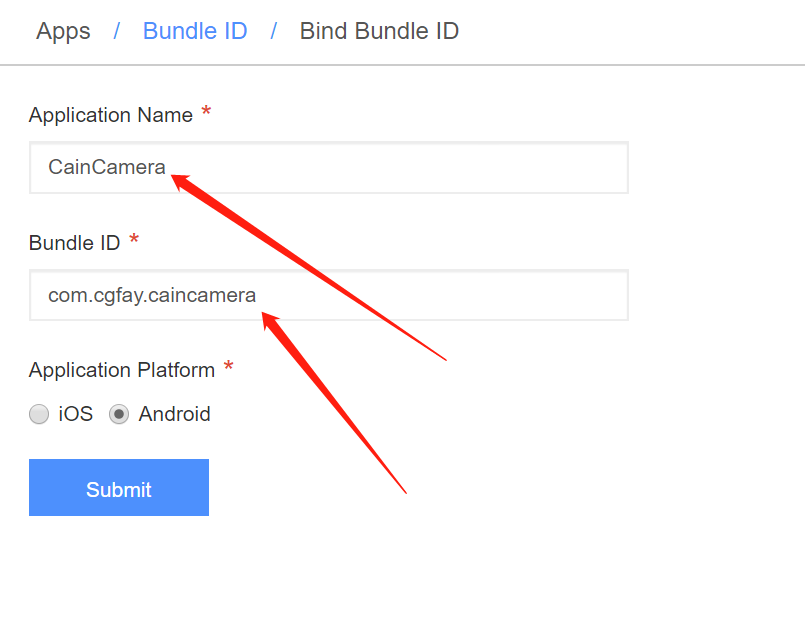 Apps / Bundle ID / Bind Bundle ID
Application Name *
CainCamera
Bundle ID *
com.cgfay.caincamera
Application Platform *
iOS Android
Submit